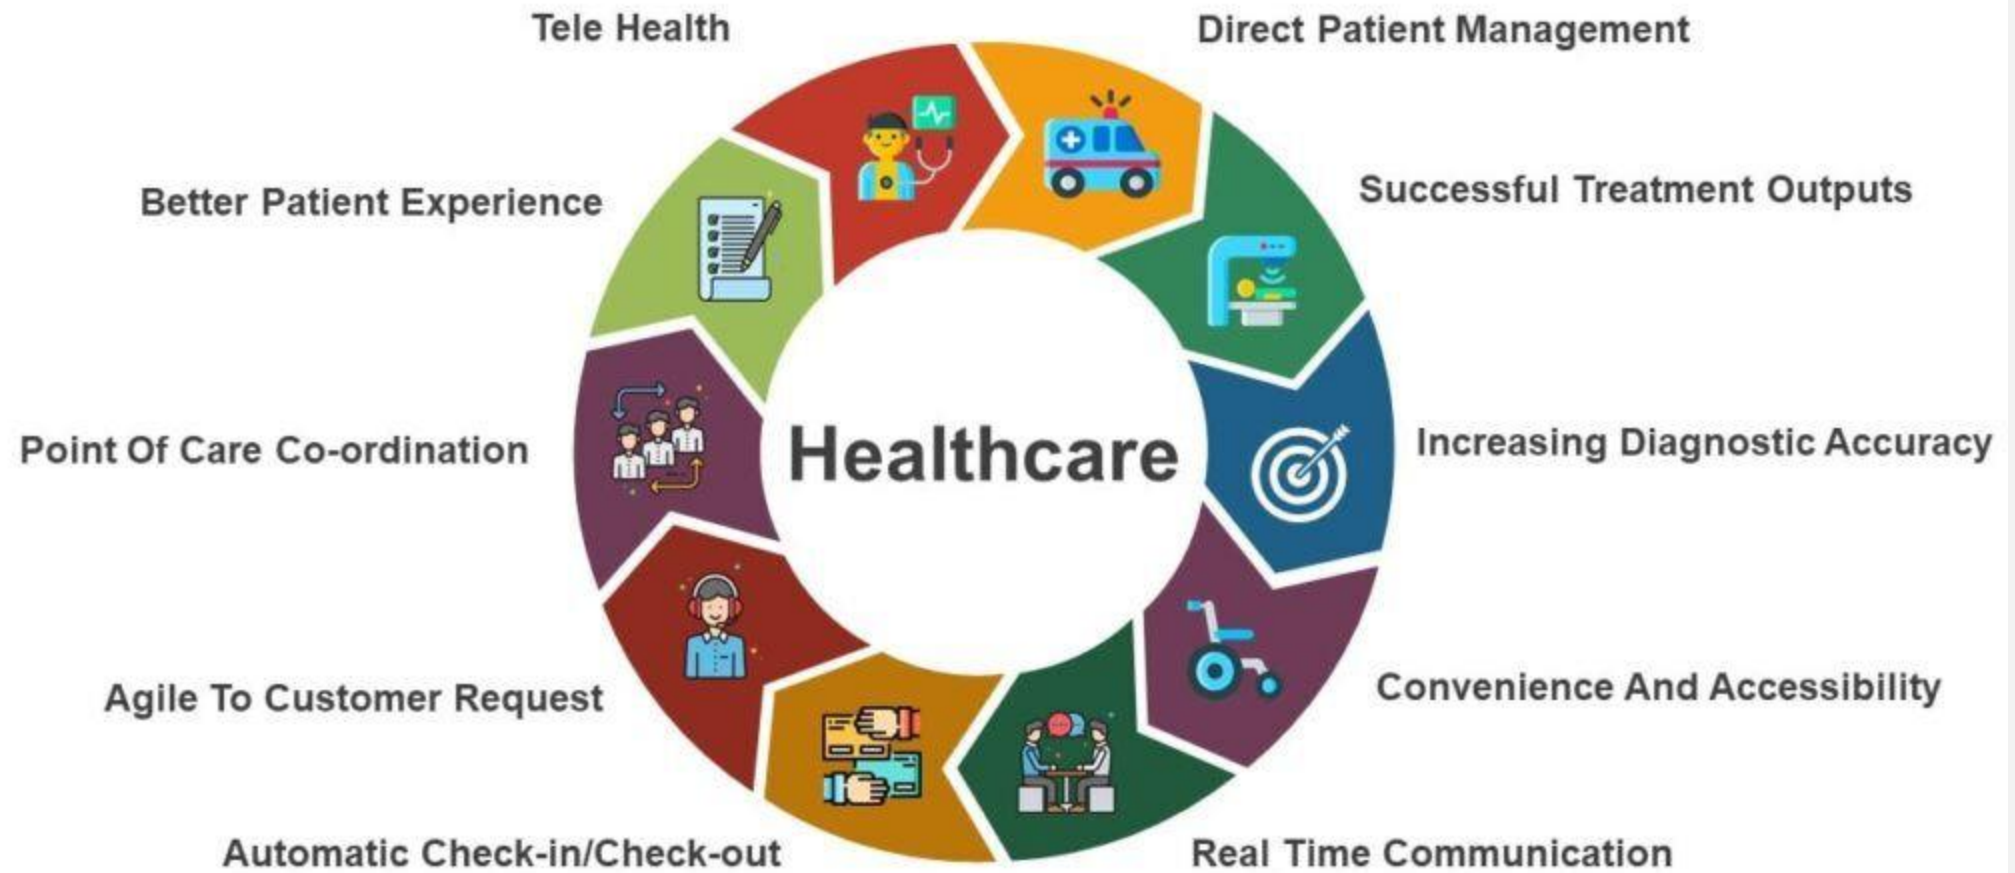 Tele Health
Direct Patient Management
Better Patient Experience
Successful Treatment Outputs
Point Of Care Co-ordination
Healthcare
Increasing Diagnostic Accuracy
Agile To Customer Request
Convenience And Accessibility
Automatic Check-in/Check-out
Real Time Communication